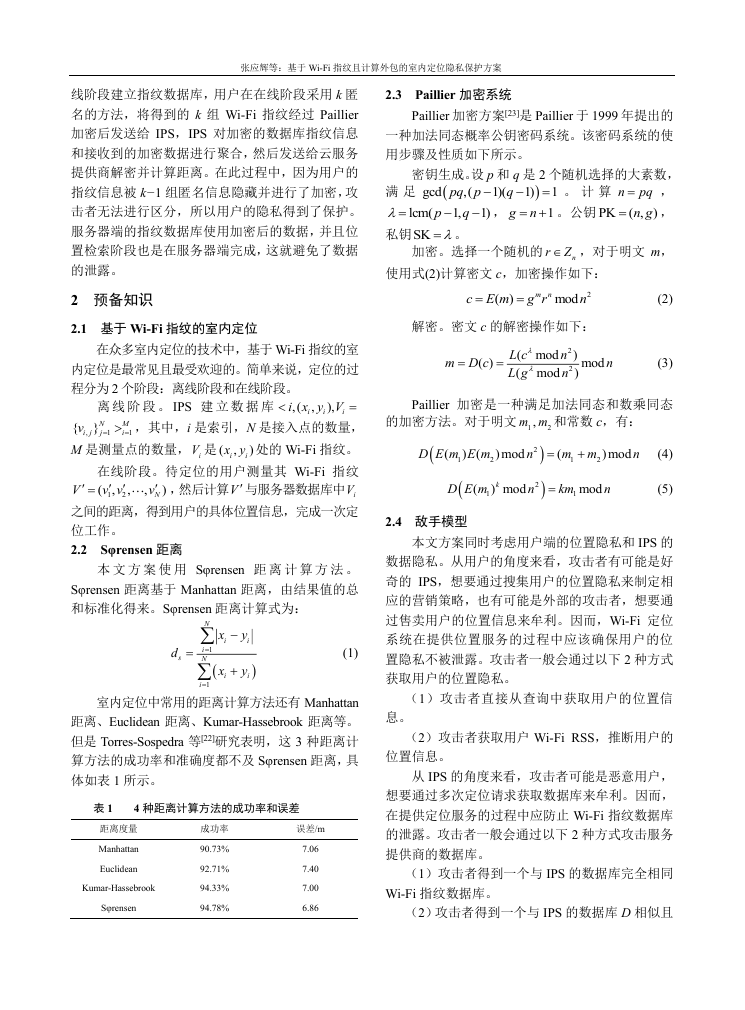 张应辉等：基于 Wi-Fi 指纹且计算外包的室内定位隐私保护方案
线阶段建立指纹数据库，用户在在线阶段采用 k 匿
名的方法，将得到的 k 组 Wi-Fi 指纹经过 Paillier
加密后发送给 IPS，IPS 对加密的数据库指纹信息
和接收到的加密数据进行聚合，然后发送给云服务
提供商解密并计算距离。在此过程中，因为用户的
指纹信息被 k−1 组匿名信息隐藏并进行了加密，攻
击者无法进行区分，所以用户的隐私得到了保护。
服务器端的指纹数据库使用加密后的数据，并且位
置检索阶段也是在服务器端完成，这就避免了数据
的泄露。
2 预备知识
2.1 基于 Wi-Fi 指纹的室内定位
在众多室内定位的技术中，基于 Wi-Fi 指纹的室
内定位是最常见且最受欢迎的。简单来说，定位的过
程分为 2 个阶段：离线阶段和在线阶段。
离线阶段。IPS 建立数据库 < i, (x_i, y_i), V_i =
{v_{i,j}}_{j=1}^{N} >_{i=1}^{M}，其中，i 是索引，N 是接入点的数量，
M 是测量点的数量，V_i 是 (x_i, y_i) 处的 Wi-Fi 指纹。
在线阶段。待定位的用户测量其 Wi-Fi 指纹
V′ = (v′_1, v′_2, ⋯, v′_N)，然后计算 V′ 与服务器数据库中 V_i
之间的距离，得到用户的具体位置信息，完成一次定
位工作。
2.2 Sφrensen 距离
本文方案使用 Sφrensen 距离计算方法。
Sφrensen 距离基于 Manhattan 距离，由结果值的总
和标准化得来。Sφrensen 距离计算式为：
d_s = \frac{\sum_{i=1}^{N} |x_i − y_i|}{\sum_{i=1}^{N} (x_i + y_i)} (1)
室内定位中常用的距离计算方法还有 Manhattan
距离、Euclidean 距离、Kumar-Hassebrook 距离等。
但是 Torres-Sospedra 等[22]研究表明，这 3 种距离计
算方法的成功率和准确度都不及 Sφrensen 距离，具
体如表 1 所示。
表 1 4 种距离计算方法的成功率和误差
距离度量 成功率 误差/m
Manhattan 90.73% 7.06
Euclidean 92.71% 7.40
Kumar-Hassebrook 94.33% 7.00
Sφrensen 94.78% 6.86
2.3 Paillier 加密系统
Paillier 加密方案[23]是 Paillier 于 1999 年提出的
一种加法同态概率公钥密码系统。该密码系统的使
用步骤及性质如下所示。
密钥生成。设 p 和 q 是 2 个随机选择的大素数，
满足 gcd(pq, (p−1)(q−1)) = 1 。计算 n = pq ，
λ = lcm(p−1, q−1)，g = n+1。公钥 PK = (n, g)，
私钥 SK = λ。
加密。选择一个随机的 r ∈ Z_n，对于明文 m，
使用式(2)计算密文 c，加密操作如下：
c = E(m) = g^m r^n mod n^2 (2)
解密。密文 c 的解密操作如下：
m = D(c) = \frac{L(c^λ mod n^2)}{L(g^λ mod n^2)} mod n (3)
Paillier 加密是一种满足加法同态和数乘同态
的加密方法。对于明文 m_1, m_2 和常数 c，有：
D(E(m_1)E(m_2) mod n^2) = (m_1 + m_2) mod n (4)
D(E(m_1)^k mod n^2) = km_1 mod n (5)
2.4 敌手模型
本文方案同时考虑用户端的位置隐私和 IPS 的
数据隐私。从用户的角度来看，攻击者有可能是好
奇的 IPS，想要通过搜集用户的位置隐私来制定相
应的营销策略，也有可能是外部的攻击者，想要通
过售卖用户的位置信息来牟利。因而，Wi-Fi 定位
系统在提供位置服务的过程中应该确保用户的位
置隐私不被泄露。攻击者一般会通过以下 2 种方式
获取用户的位置隐私。
（1）攻击者直接从查询中获取用户的位置信
息。
（2）攻击者获取用户 Wi-Fi RSS，推断用户的
位置信息。
从 IPS 的角度来看，攻击者可能是恶意用户，
想要通过多次定位请求获取数据库来牟利。因而，
在提供定位服务的过程中应防止 Wi-Fi 指纹数据库
的泄露。攻击者一般会通过以下 2 种方式攻击服务
提供商的数据库。
（1）攻击者得到一个与 IPS 的数据库完全相同
Wi-Fi 指纹数据库。
（2）攻击者得到一个与 IPS 的数据库 D 相似且